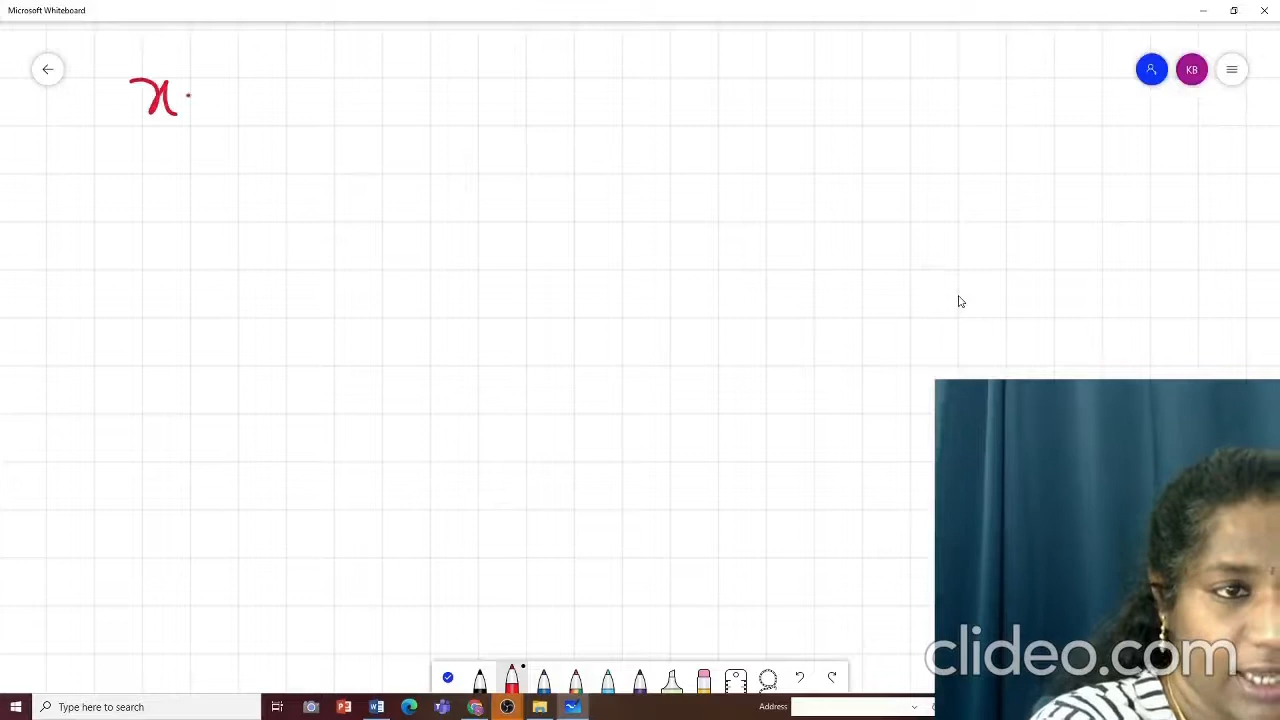 Microsoft Whiteboard
KB
x
clideo.com
Type here to search
Address